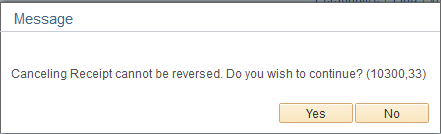 Message
Canceling Receipt cannot be reversed. Do you wish to continue? (10300,33)
Yes
No